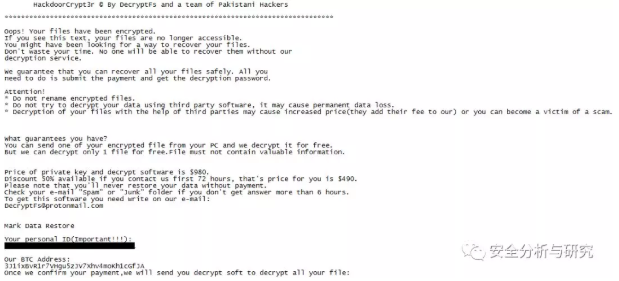 HackdoorCrypt3r © By DecryptFs and a team of Pakistani Hackers
Oops! Your files have been encrypted.
If you see this text, your files are no longer accessible.
You might have been looking for a way to recover your files.
Don't waste your time. No one will be able to recover them without our
decryption service.
We guarantee that you can recover all your files safely. All you
need to do is submit the payment and get the decryption password.
Attention!
* Do not rename encrypted files.
* Do not try to decrypt your data using third party software, it may cause permanent data loss.
* Decryption of your files with the help of third parties may cause increased price(they add their fee to our) or you can become a victim of a scam.
What guarantees you have?
You can send one of your encrypted file from your PC and we decrypt it for free.
But we can decrypt only 1 file for free.File must not contain valuable information.
Price of private key and decrypt software is $980.
Discount 50% available if you contact us first 72 hours, that's price for you is $490.
Please note that you'll never restore your data without payment.
Check your e-mail "Spam" or "Junk" folder if you don't get answer more than 6 hours.
To get this software you need write on our e-mail:
DecryptFs@protonmail.com
Mark Data Restore
Your personal ID(Important!!!):
Our BTC Address:
Once we confirm your payment,we will send you decrypt soft to decrypt all your file:
安全分析与研究